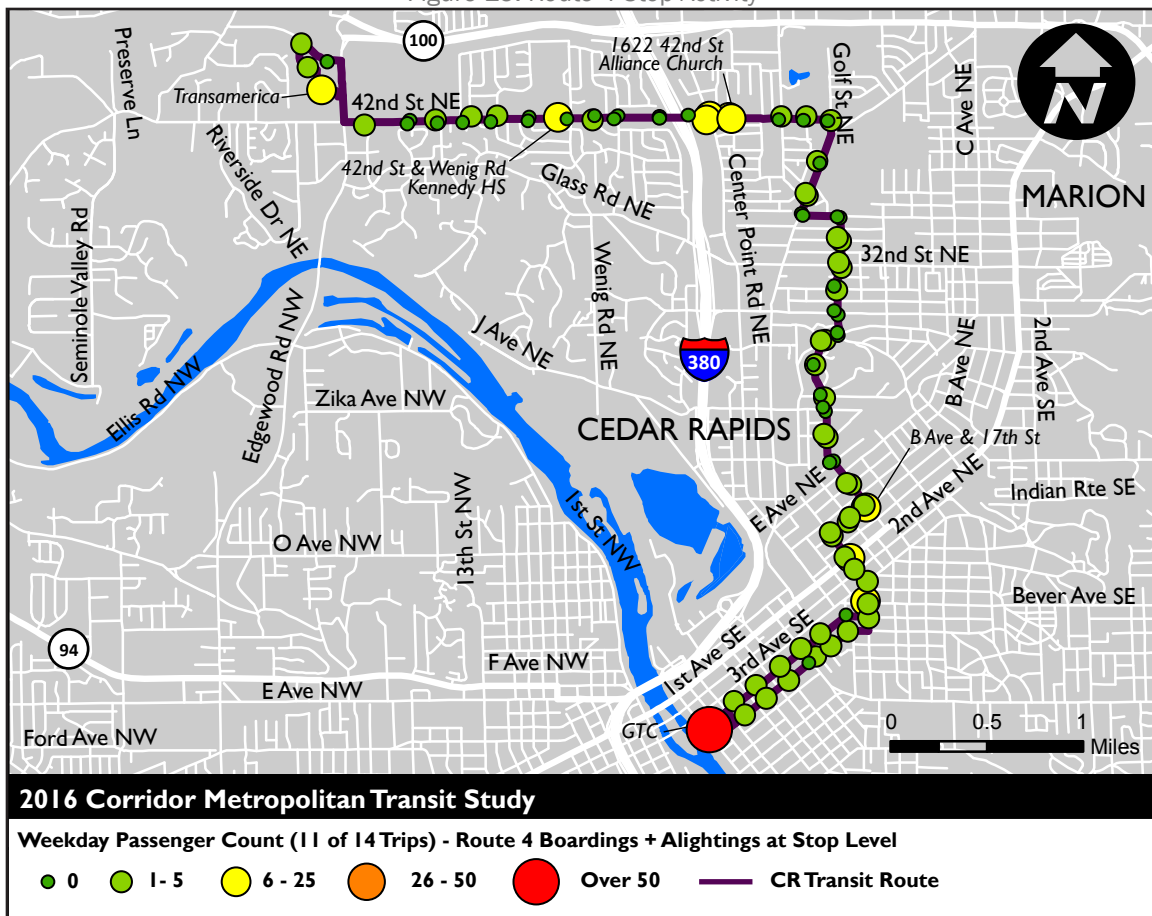 Figure 23: Route 4 Stop Activity
100
1622 42nd St
Alliance Church
Preserve Ln
Golf St NE
C Ave NE
N
Transamerica
42nd St NE
Riverside Dr NE
42nd St & Wenig Rd
Kennedy HS
Glass Rd NE
Center Point Rd NE
MARION
Seminole Valley Rd
Wenig Rd NE
32nd St NE
J Ave NE
Edgewood Rd NW
380
B Ave NE
2nd Ave SE
Ellis Rd NW
Zika Ave NW
CEDAR RAPIDS
B Ave & 17th St
E Ave NE
2nd Ave NE
Indian Rte SE
13th St NW
1st St NW
O Ave NW
Bever Ave SE
94
F Ave NW
1st Ave SE
3rd Ave SE
E Ave NW
GTC
Ford Ave NW
0 0.5 1
Miles
2016 Corridor Metropolitan Transit Study
Weekday Passenger Count (11 of 14 Trips) - Route 4 Boardings + Alightings at Stop Level
0 1- 5 6 - 25 26 - 50 Over 50 CR Transit Route